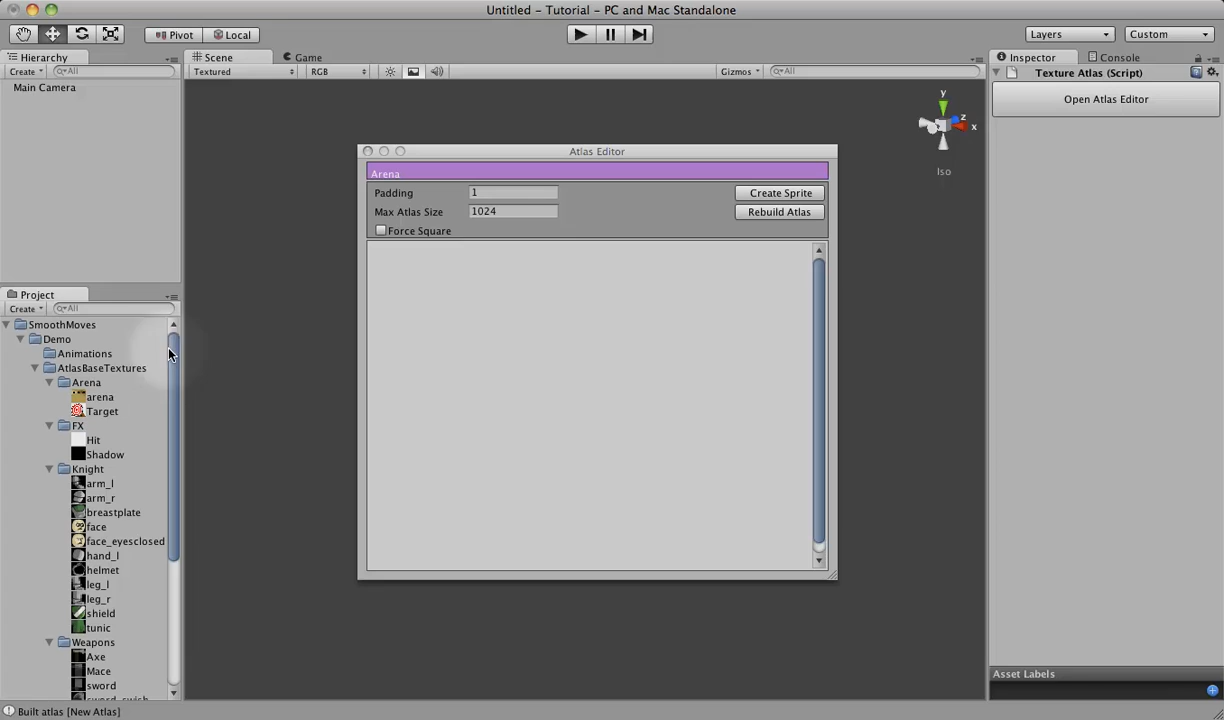 Untitled – Tutorial – PC and Mac Standalone
Pivot
Local
Layers
Custom
Hierarchy
Create
All
Main Camera
Scene
Game
Textured
RGB
Gizmos
All
Inspector
Console
Texture Atlas (Script)
Open Atlas Editor
y
z
x
Iso
Atlas Editor
Arena
Padding
1
Create Sprite
Max Atlas Size
1024
Rebuild Atlas
Force Square
Project
Create
All
SmoothMoves
Demo
Animations
AtlasBaseTextures
Arena
arena
Target
FX
Hit
Shadow
Knight
arm_l
arm_r
breastplate
face
face_eyesclosed
hand_l
helmet
leg_l
leg_r
shield
tunic
Weapons
Axe
Mace
sword
sword_swish
Asset Labels
Built atlas [New Atlas]